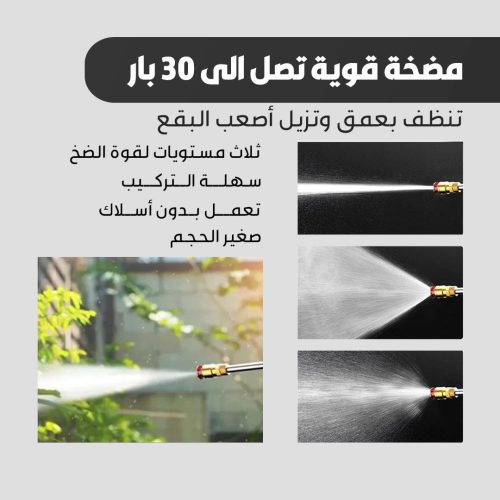 مضخة قوية تصل الى 30 بار
تنظف بعمق وتزيل أصعب البقع
ثلاث مستويات لقوة الضخ
سهلة التركيب
تعمل بدون أسلاك
صغير الحجم